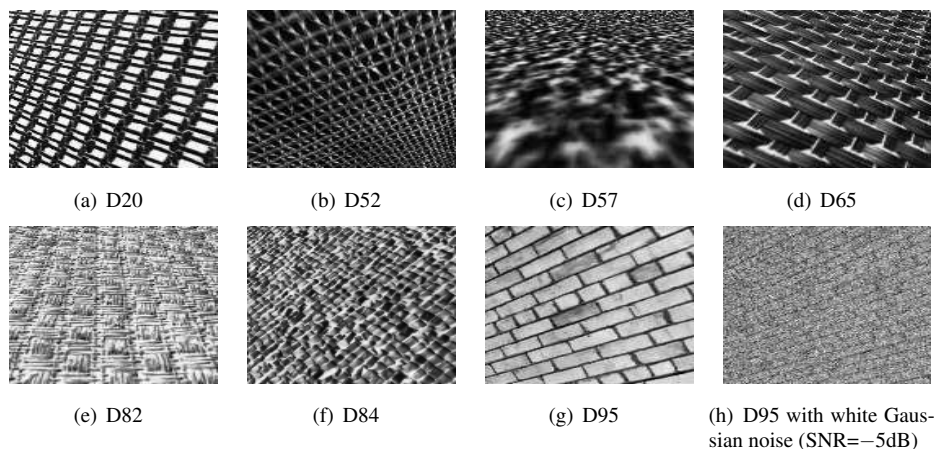 (a) D20
(b) D52
(c) D57
(d) D65
(e) D82
(f) D84
(g) D95
(h) D95 with white Gaus-
sian noise (SNR=−5dB)